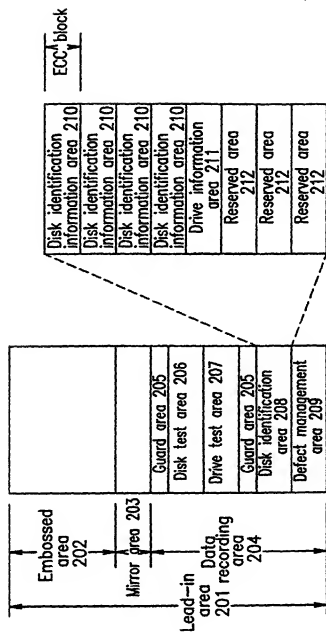 Lead-in
area
201
Embossed
area
202
Mirror area 203
Data
recording
area
204
Guard area 205
Disk test area 206
Drive test area 207
Guard area 205
Disk identification
area 208
Defect management
area 209
ECC block
Disk identification
information area 210
Disk identification
information area 210
Disk identification
information area 210
Disk identification
information area 210
Drive information
area 211
Reserved area
212
Reserved area
212
Reserved area
212